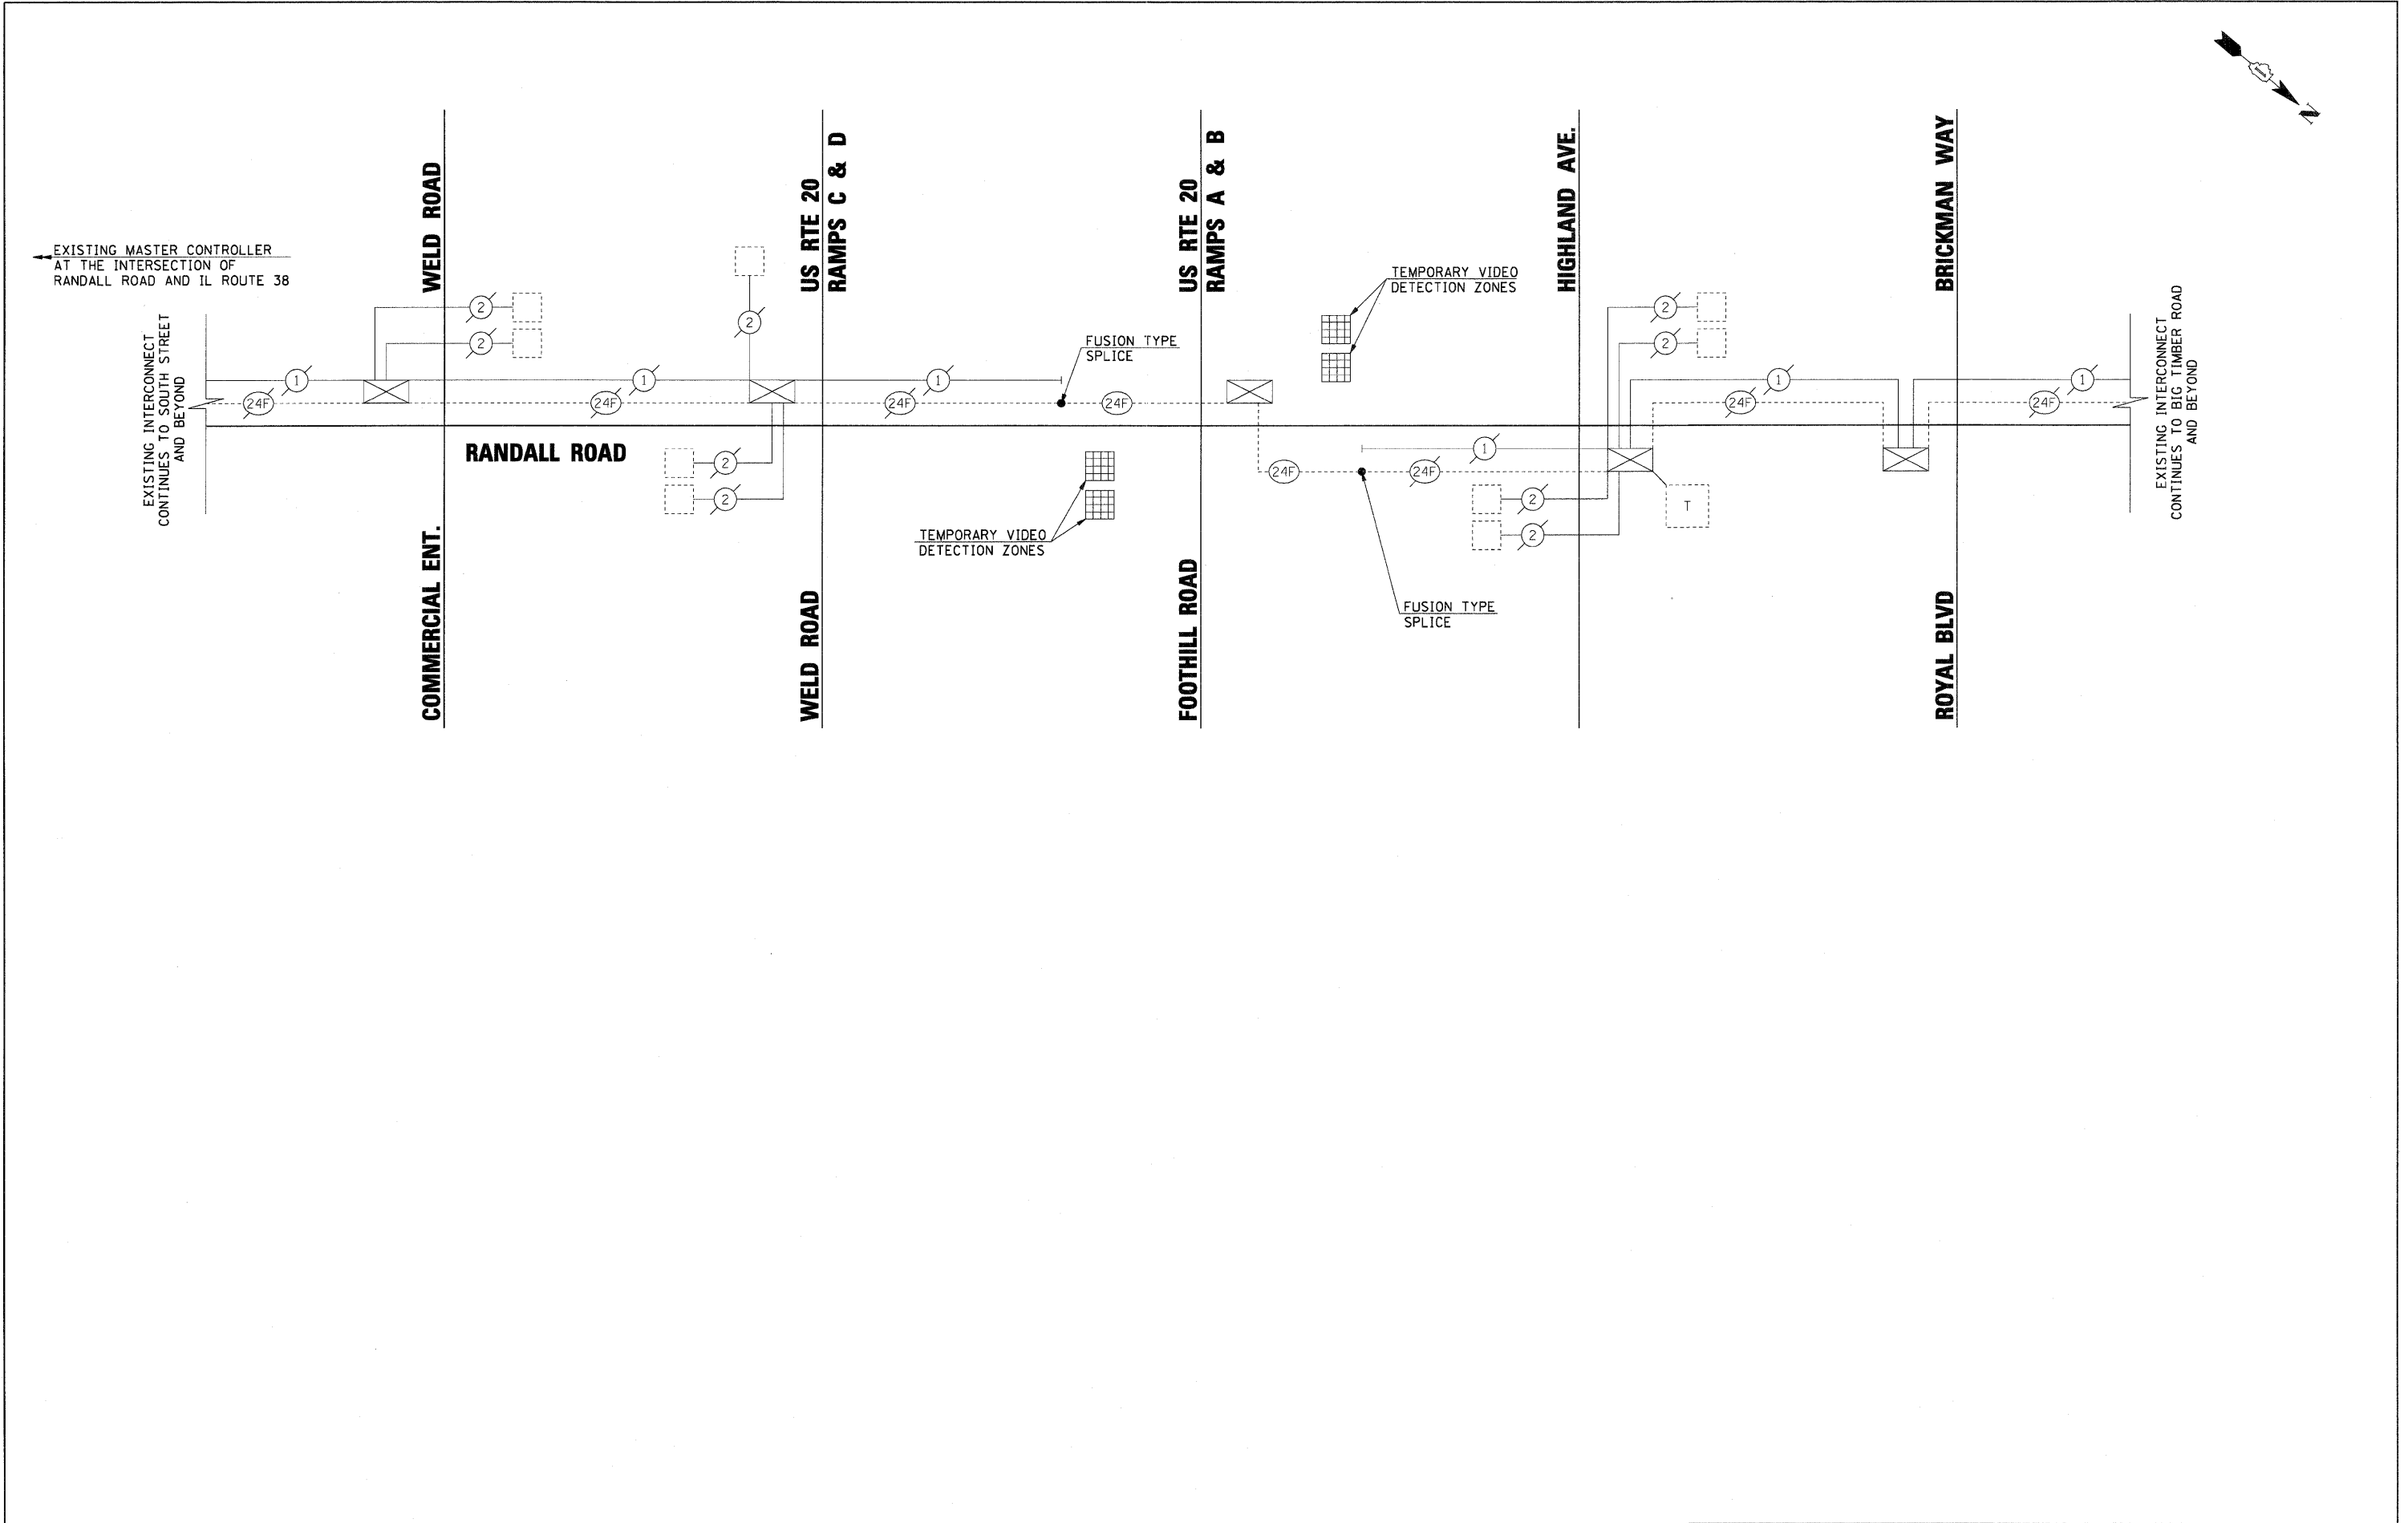 N
WELD ROAD
US RTE 20
RAMPS C & D
US RTE 20
RAMPS A & B
HIGHLAND AVE.
BRICKMAN WAY
EXISTING MASTER CONTROLLER
AT THE INTERSECTION OF
RANDALL ROAD AND IL ROUTE 38
TEMPORARY VIDEO
DETECTION ZONES
EXISTING INTERCONNECT
CONTINUES TO SOUTH STREET
AND BEYOND
2
2
2
FUSION TYPE
SPLICE
2
2
EXISTING INTERCONNECT
CONTINUES TO BIG TIMBER ROAD
AND BEYOND
1
1
1
1
1
24F
24F
24F
24F
24F
24F
RANDALL ROAD
2
2
1
24F
24F
2
2
T
TEMPORARY VIDEO
DETECTION ZONES
FUSION TYPE
SPLICE
COMMERCIAL ENT.
WELD ROAD
FOOTHILL ROAD
ROYAL BLVD